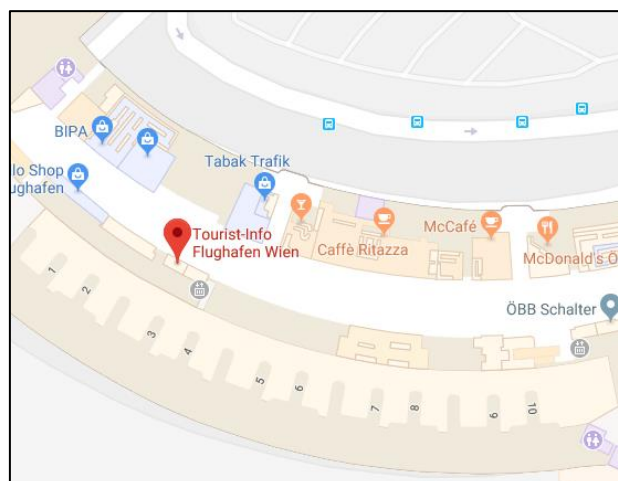 BIPA
lo Shop
ughafen
Tabak Trafik
Tourist-Info
Flughafen Wien
Caffè Ritazza
McCafé
McDonald's Ö
ÖBB Schalter
1
2
3
4
5
6
7
8
9
10